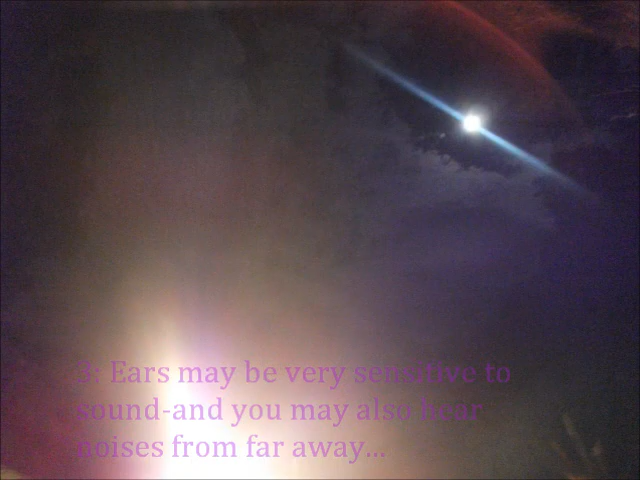 3: Ears may be very sensitive to
sound-and you may also hear
noises from far away...